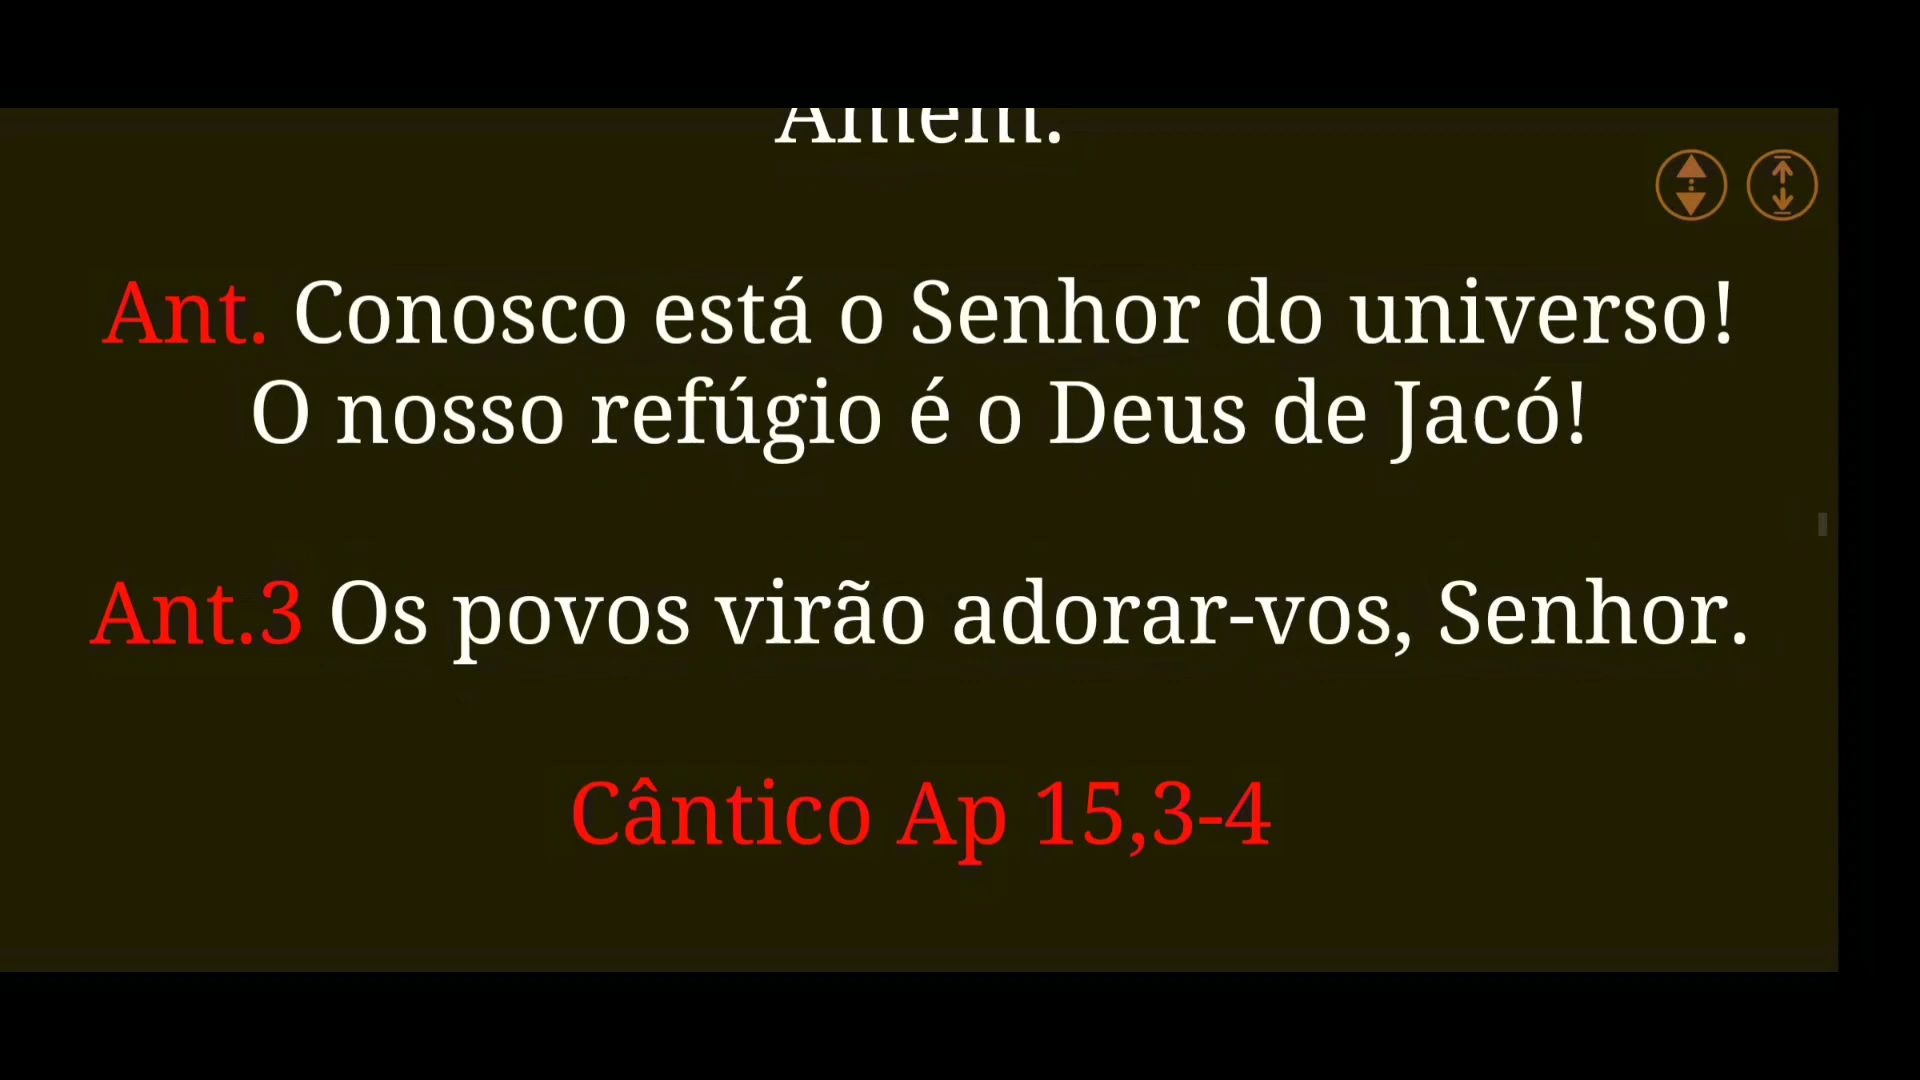 Amém.
Ant. Conosco está o Senhor do universo!
O nosso refúgio é o Deus de Jacó!
Ant.3 Os povos virão adorar-vos, Senhor.
Cântico Ap 15,3-4